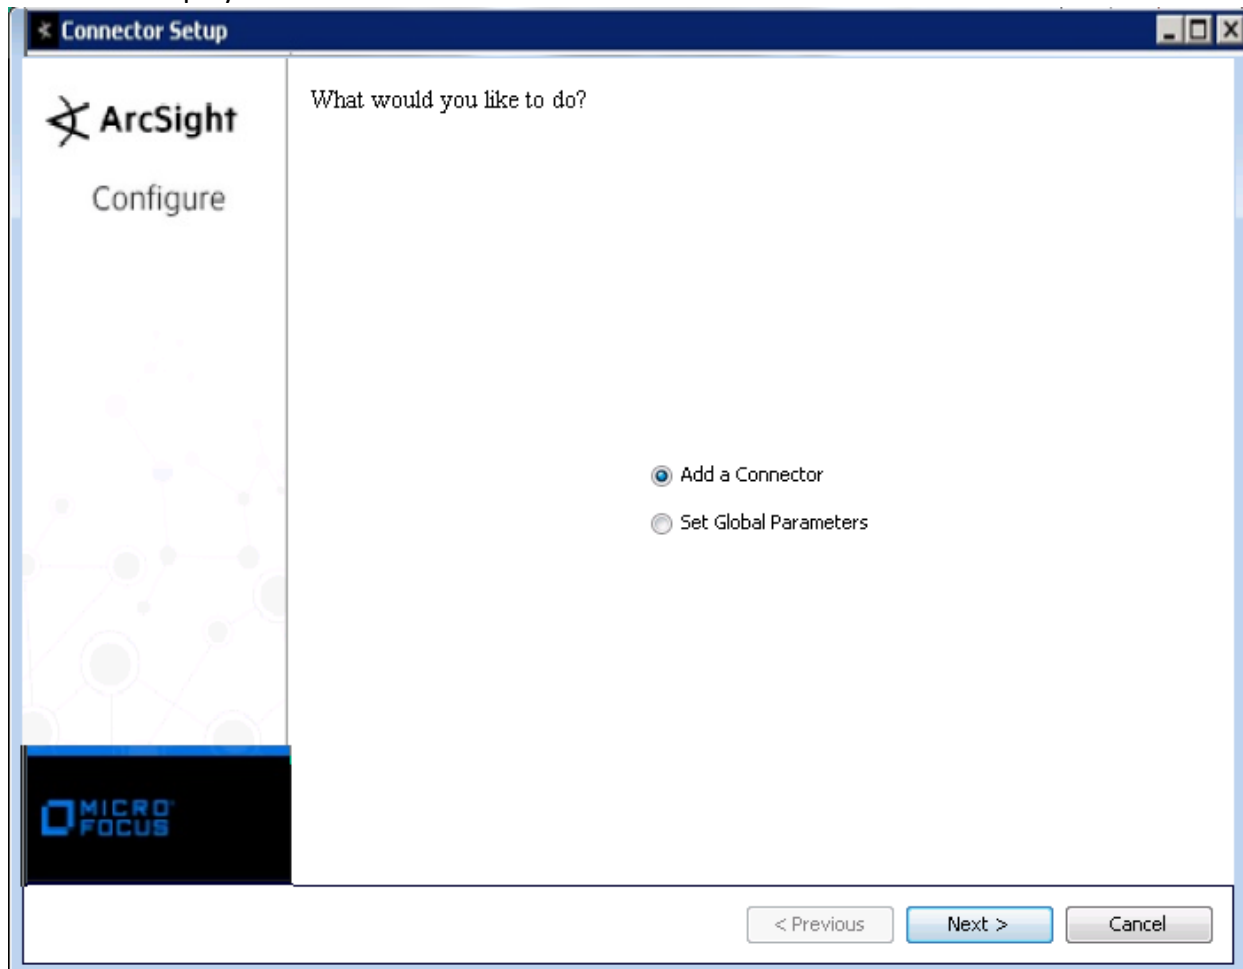 Connector Setup
ArcSight
Configure
What would you like to do?
Add a Connector
Set Global Parameters
MICRO
FOCUS
< Previous
Next >
Cancel